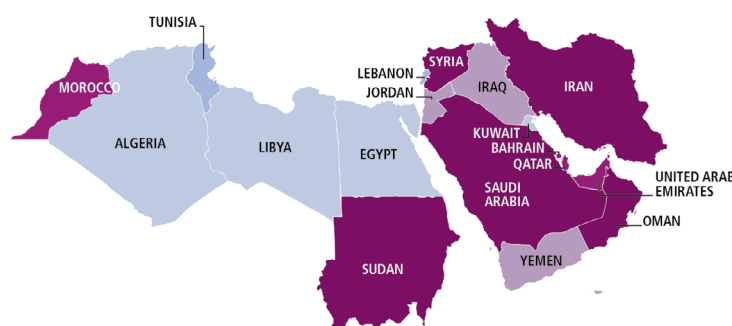 TUNISIA
MOROCCO
ALGERIA
LIBYA
EGYPT
SUDAN
LEBANON
JORDAN
SYRIA
IRAQ
IRAN
KUWAIT
BAHRAIN
QATAR
SAUDI
ARABIA
UNITED ARAB
EMIRATES
OMAN
YEMEN